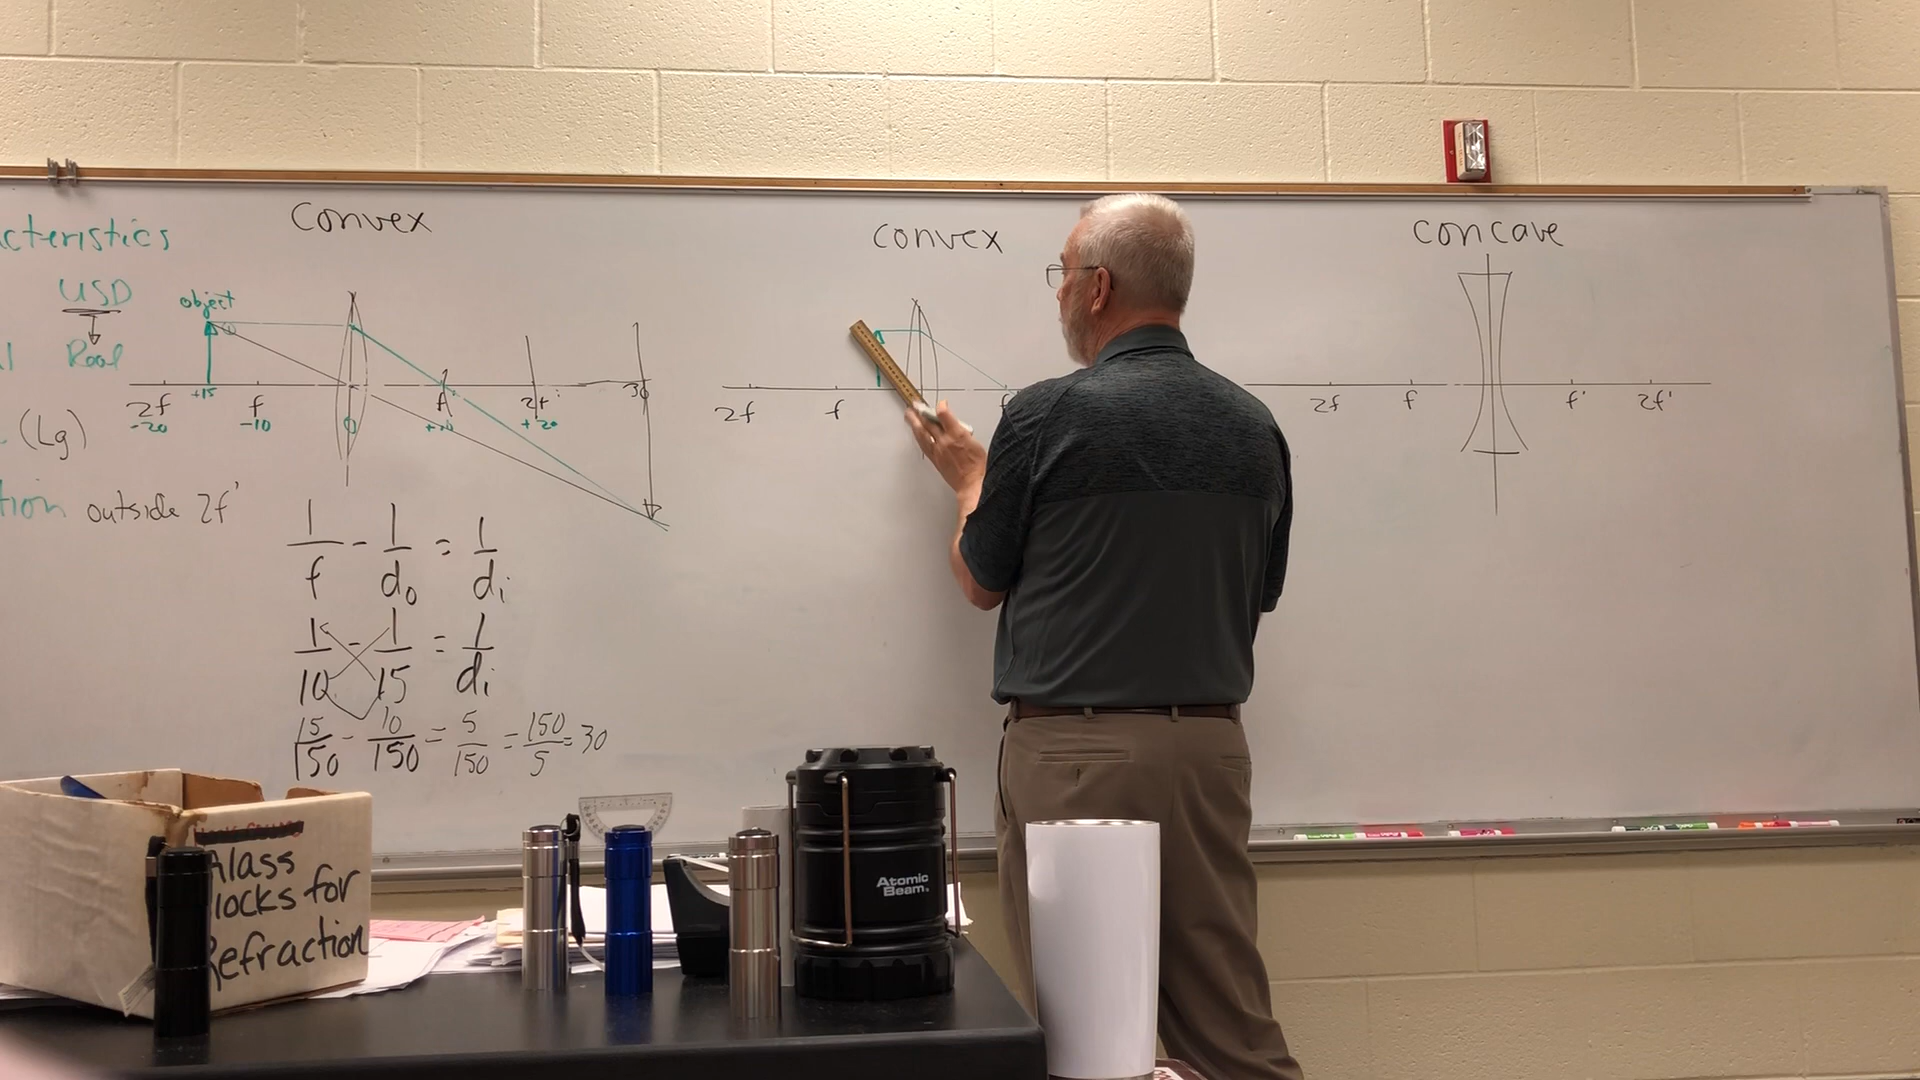 cteristics
USD
Real
(Lg)
tion outside 2f'
convex
object
2f
+15
f
f
2f'
30
-20
-10
0
+10
+20
1/f - 1/do = 1/di
1/10 - 1/15 = 1/di
15/150 - 10/150 = 5/150 = 150/5 = 30
convex
2f
f
f
concave
2f
f
f'
2f'
Glass
Blocks for
Refraction
Atomic
Beam